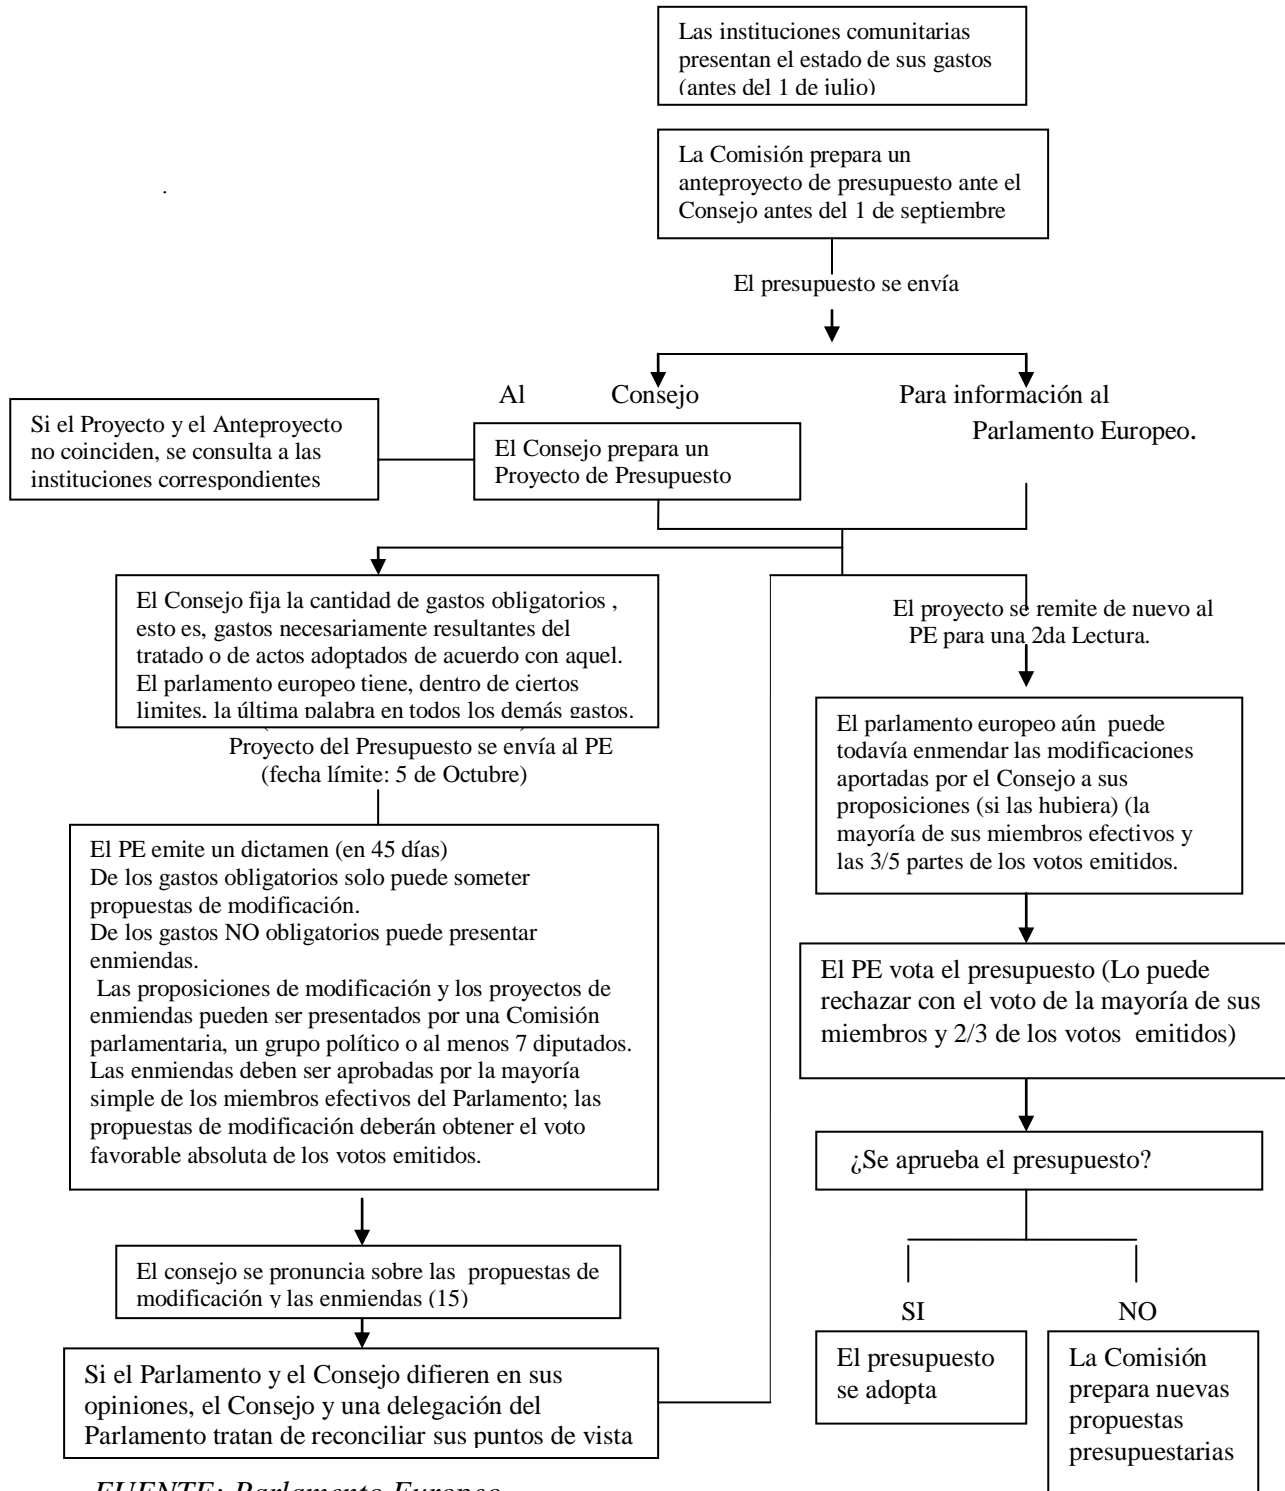 Las instituciones comunitarias
presentan el estado de sus gastos
(antes del 1 de julio)
La Comisión prepara un
anteproyecto de presupuesto ante el
Consejo antes del 1 de septiembre
El presupuesto se envía
Al Consejo
Para información al
Parlamento Europeo.
Si el Proyecto y el Anteproyecto
no coinciden, se consulta a las
instituciones correspondientes
El Consejo prepara un
Proyecto de Presupuesto
El Consejo fija la cantidad de gastos obligatorios ,
esto es, gastos necesariamente resultantes del
tratado o de actos adoptados de acuerdo con aquel.
El parlamento europeo tiene, dentro de ciertos
limites, la última palabra en todos los demás gastos.
Proyecto del Presupuesto se envía al PE
(fecha límite: 5 de Octubre)
El PE emite un dictamen (en 45 días)
De los gastos obligatorios solo puede someter
propuestas de modificación.
De los gastos NO obligatorios puede presentar
enmiendas.
Las proposiciones de modificación y los proyectos de
enmiendas pueden ser presentados por una Comisión
parlamentaria, un grupo político o al menos 7 diputados.
Las enmiendas deben ser aprobadas por la mayoría
simple de los miembros efectivos del Parlamento; las
propuestas de modificación deberán obtener el voto
favorable absoluta de los votos emitidos.
El consejo se pronuncia sobre las propuestas de
modificación y las enmiendas (15)
Si el Parlamento y el Consejo difieren en sus
opiniones, el Consejo y una delegación del
Parlamento tratan de reconciliar sus puntos de vista
El proyecto se remite de nuevo al
PE para una 2da Lectura.
El parlamento europeo aún puede
todavía enmendar las modificaciones
aportadas por el Consejo a sus
proposiciones (si las hubiera) (la
mayoría de sus miembros efectivos y
las 3/5 partes de los votos emitidos.
El PE vota el presupuesto (Lo puede
rechazar con el voto de la mayoría de sus
miembros y 2/3 de los votos emitidos)
¿Se aprueba el presupuesto?
SI
NO
El presupuesto
se adopta
La Comisión
prepara nuevas
propuestas
presupuestarias
FUENTE: Parlamento Europeo